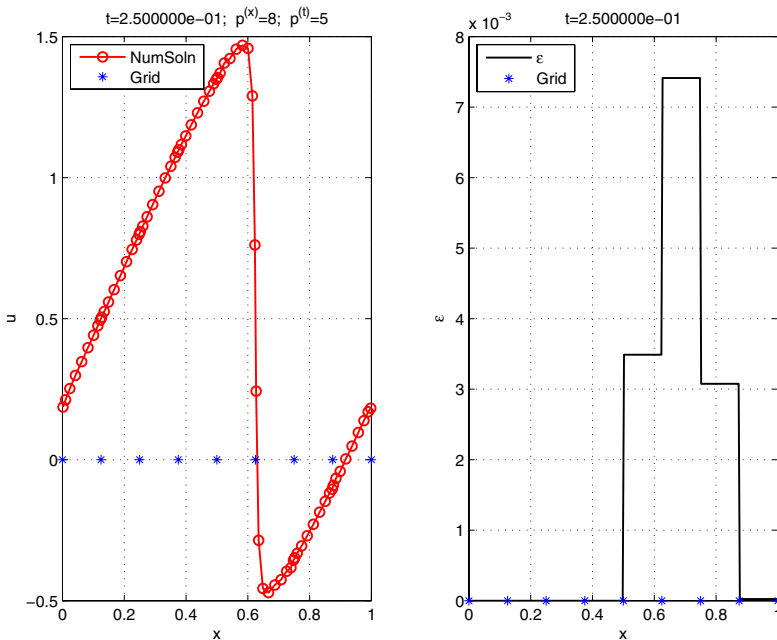 t=2.500000e−01; p(x)=8; p(t)=5
NumSoln
Grid
1.5
1
0.5
0
−0.5
u
0 0.2 0.4 0.6 0.8 1
x
x 10−3
t=2.500000e−01
ε
Grid
8
7
6
5
4
3
2
1
0
ε
0 0.2 0.4 0.6 0.8 1
x